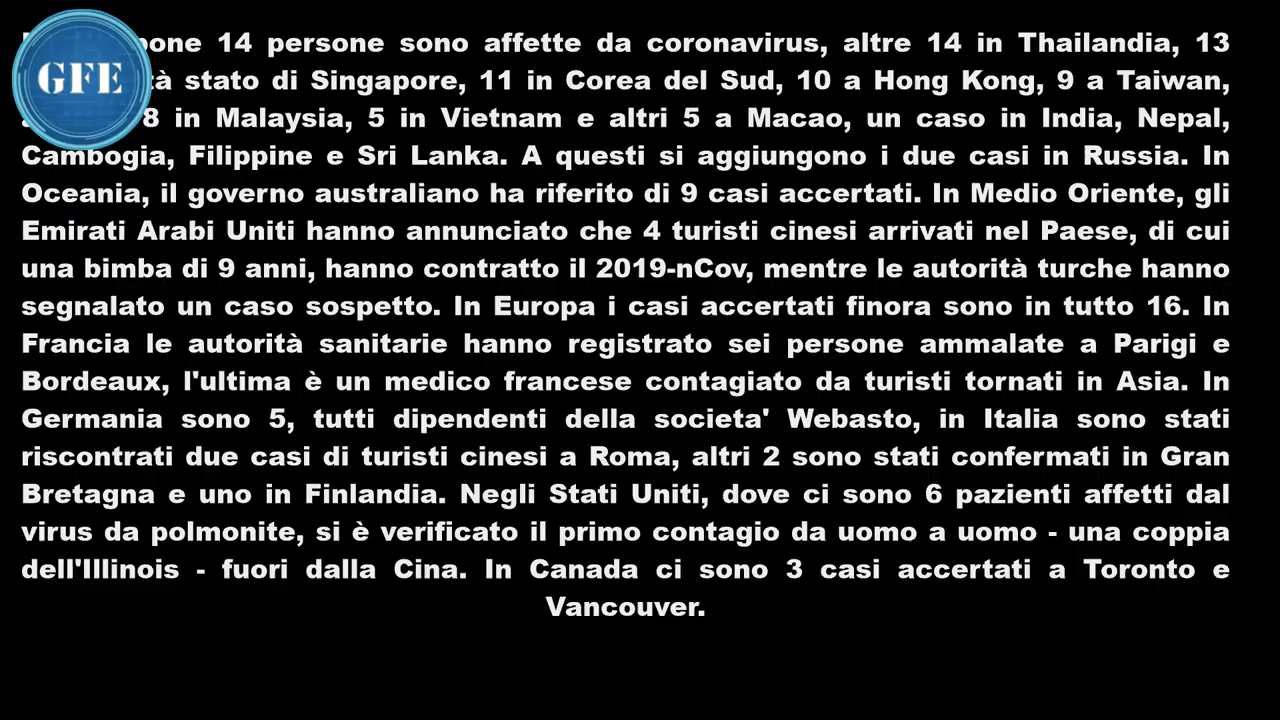 GFE
pone 14 persone sono affette da coronavirus, altre 14 in Thailandia, 13
stato di Singapore, 11 in Corea del Sud, 10 a Hong Kong, 9 a Taiwan,
8 in Malaysia, 5 in Vietnam e altri 5 a Macao, un caso in India, Nepal,
Cambogia, Filippine e Sri Lanka. A questi si aggiungono i due casi in Russia. In
Oceania, il governo australiano ha riferito di 9 casi accertati. In Medio Oriente, gli
Emirati Arabi Uniti hanno annunciato che 4 turisti cinesi arrivati nel Paese, di cui
una bimba di 9 anni, hanno contratto il 2019-nCov, mentre le autorità turche hanno
segnalato un caso sospetto. In Europa i casi accertati finora sono in tutto 16. In
Francia le autorità sanitarie hanno registrato sei persone ammalate a Parigi e
Bordeaux, l'ultima è un medico francese contagiato da turisti tornati in Asia. In
Germania sono 5, tutti dipendenti della societa' Webasto, in Italia sono stati
riscontrati due casi di turisti cinesi a Roma, altri 2 sono stati confermati in Gran
Bretagna e uno in Finlandia. Negli Stati Uniti, dove ci sono 6 pazienti affetti dal
virus da polmonite, si è verificato il primo contagio da uomo a uomo - una coppia
dell'Illinois - fuori dalla Cina. In Canada ci sono 3 casi accertati a Toronto e
Vancouver.